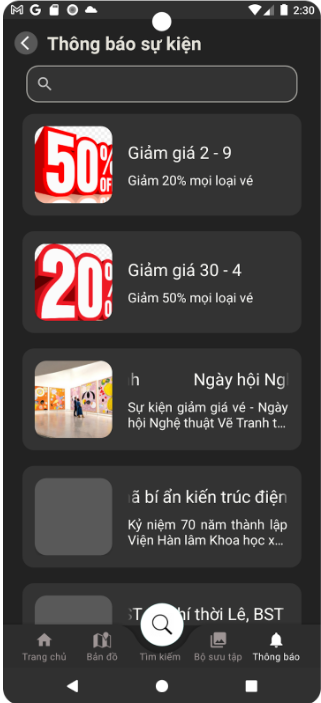 2:30
Thông báo sự kiện
50%
OFF
Giảm giá 2 - 9
Giảm 20% mọi loại vé
20%
Giảm giá 30 - 4
Giảm 50% mọi loại vé
h Ngày hội Ng
Sự kiện giảm giá vé - Ngày
hội Nghệ thuật Vẽ Tranh t...
ã bí ẩn kiến trúc điện
Kỷ niệm 70 năm thành lập
Viện Hàn lâm Khoa học x...
hí thời Lê, BST
Trang chủ
Bản đồ
Tìm kiếm
Bộ sưu tập
Thông báo